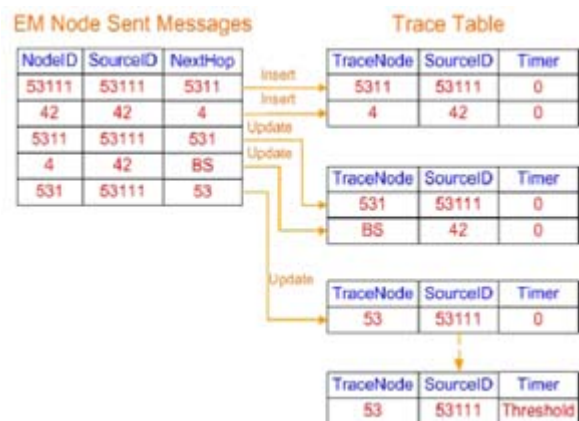 EM Node Sent Messages
NodeID SourceID NextHop
53111 53111 5311
42 42 4
5311 53111 531
4 42 BS
531 53111 53
Insert
Insert
Update
Update
Update
Trace Table
TraceNode SourceID Timer
5311 53111 0
4 42 0
TraceNode SourceID Timer
531 53111 0
BS 42 0
TraceNode SourceID Timer
53 53111 0
TraceNode SourceID Timer
53 53111 Threshold